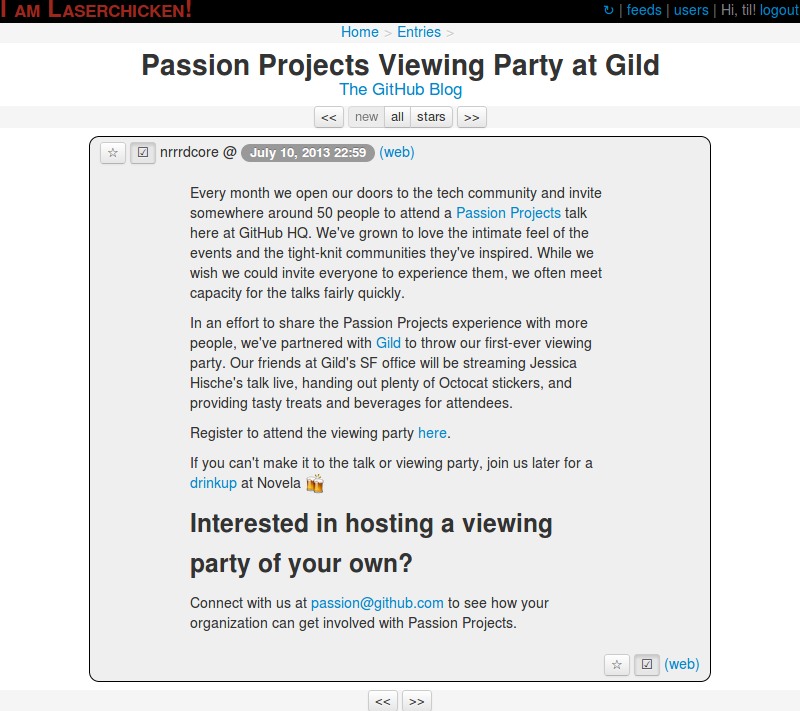 I am Laserchicken!
↻ | feeds | users | Hi, til! logout
Home > Entries >
Passion Projects Viewing Party at Gild
The GitHub Blog
<< new all stars >>
☆ ☑ nrrrdcore @ July 10, 2013 22:59 (web)
Every month we open our doors to the tech community and invite
somewhere around 50 people to attend a Passion Projects talk
here at GitHub HQ. We've grown to love the intimate feel of the
events and the tight-knit communities they've inspired. While we
wish we could invite everyone to experience them, we often meet
capacity for the talks fairly quickly.
In an effort to share the Passion Projects experience with more
people, we've partnered with Gild to throw our first-ever viewing
party. Our friends at Gild's SF office will be streaming Jessica
Hische's talk live, handing out plenty of Octocat stickers, and
providing tasty treats and beverages for attendees.
Register to attend the viewing party here.
If you can't make it to the talk or viewing party, join us later for a
drinkup at Novela 🍻
Interested in hosting a viewing
party of your own?
Connect with us at passion@github.com to see how your
organization can get involved with Passion Projects.
☆ ☑ (web)
<< >>